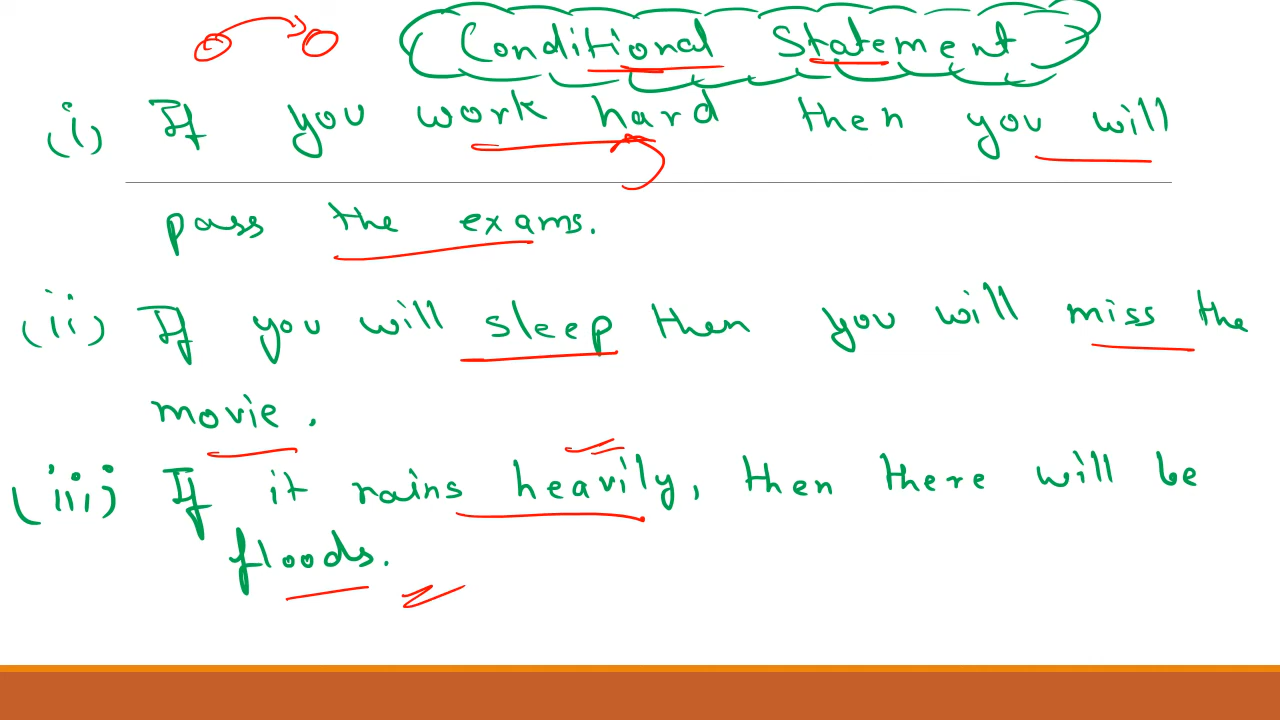 Conditional Statement
(i) If you work hard then you will
pass the exams.
(ii) If you will sleep then you will miss the
movie.
(iii) If it rains heavily, then there will be
floods.